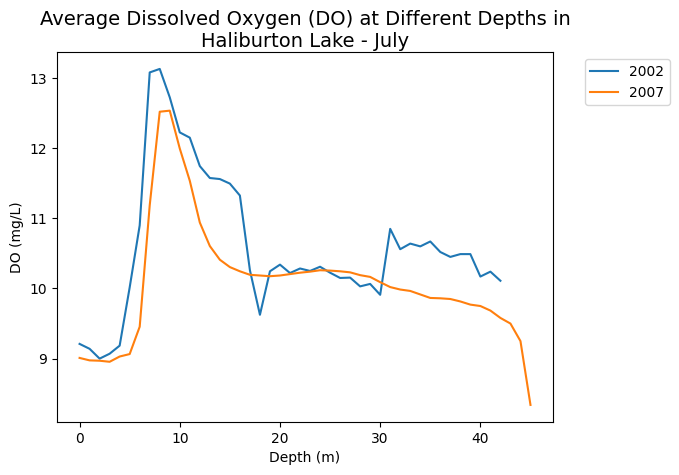 Average Dissolved Oxygen (DO) at Different Depths in
Haliburton Lake - July
2002
2007
13
12
11
10
9
DO (mg/L)
0 10 20 30 40
Depth (m)